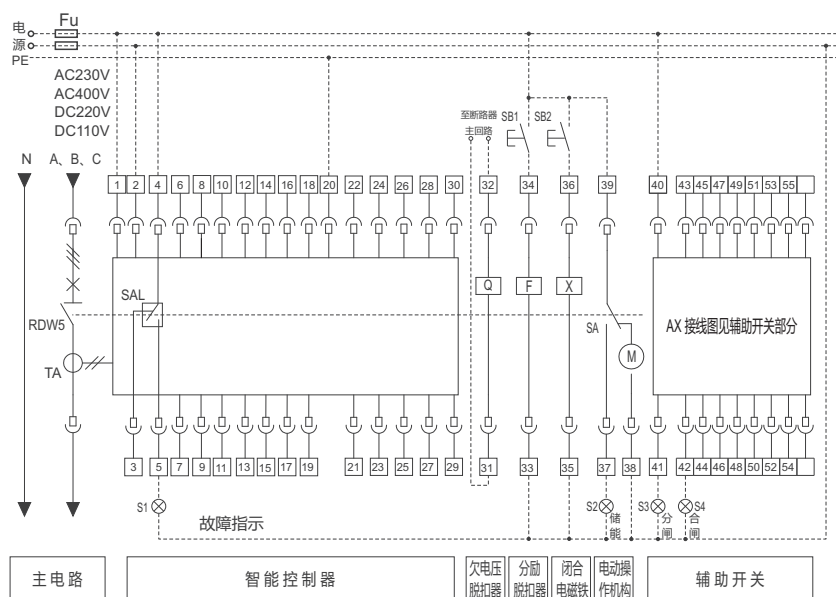 电
源
PE
Fu
AC230V
AC400V
DC220V
DC110V
N A、B、C
至断路器
主回路
SB1 SB2
1 2 4 6 8 10 12 14 16 18 20 22 24 26 28 30 32 34 36 39 40 43 45 47 49 51 53 55
SAL
Q F X
RDW5
SA
AX 接线图见辅助开关部分
M
TA
3 5 7 9 11 13 15 17 19 21 23 25 27 29 31 33 35 37 38 41 42 44 46 48 50 52 54
S1 S2 S3 S4
故障指示
储能
分闸
合闸
主电路
智能控制器
欠电压
脱扣器
分励
脱扣器
闭合
电磁铁
电动操
作机构
辅助开关